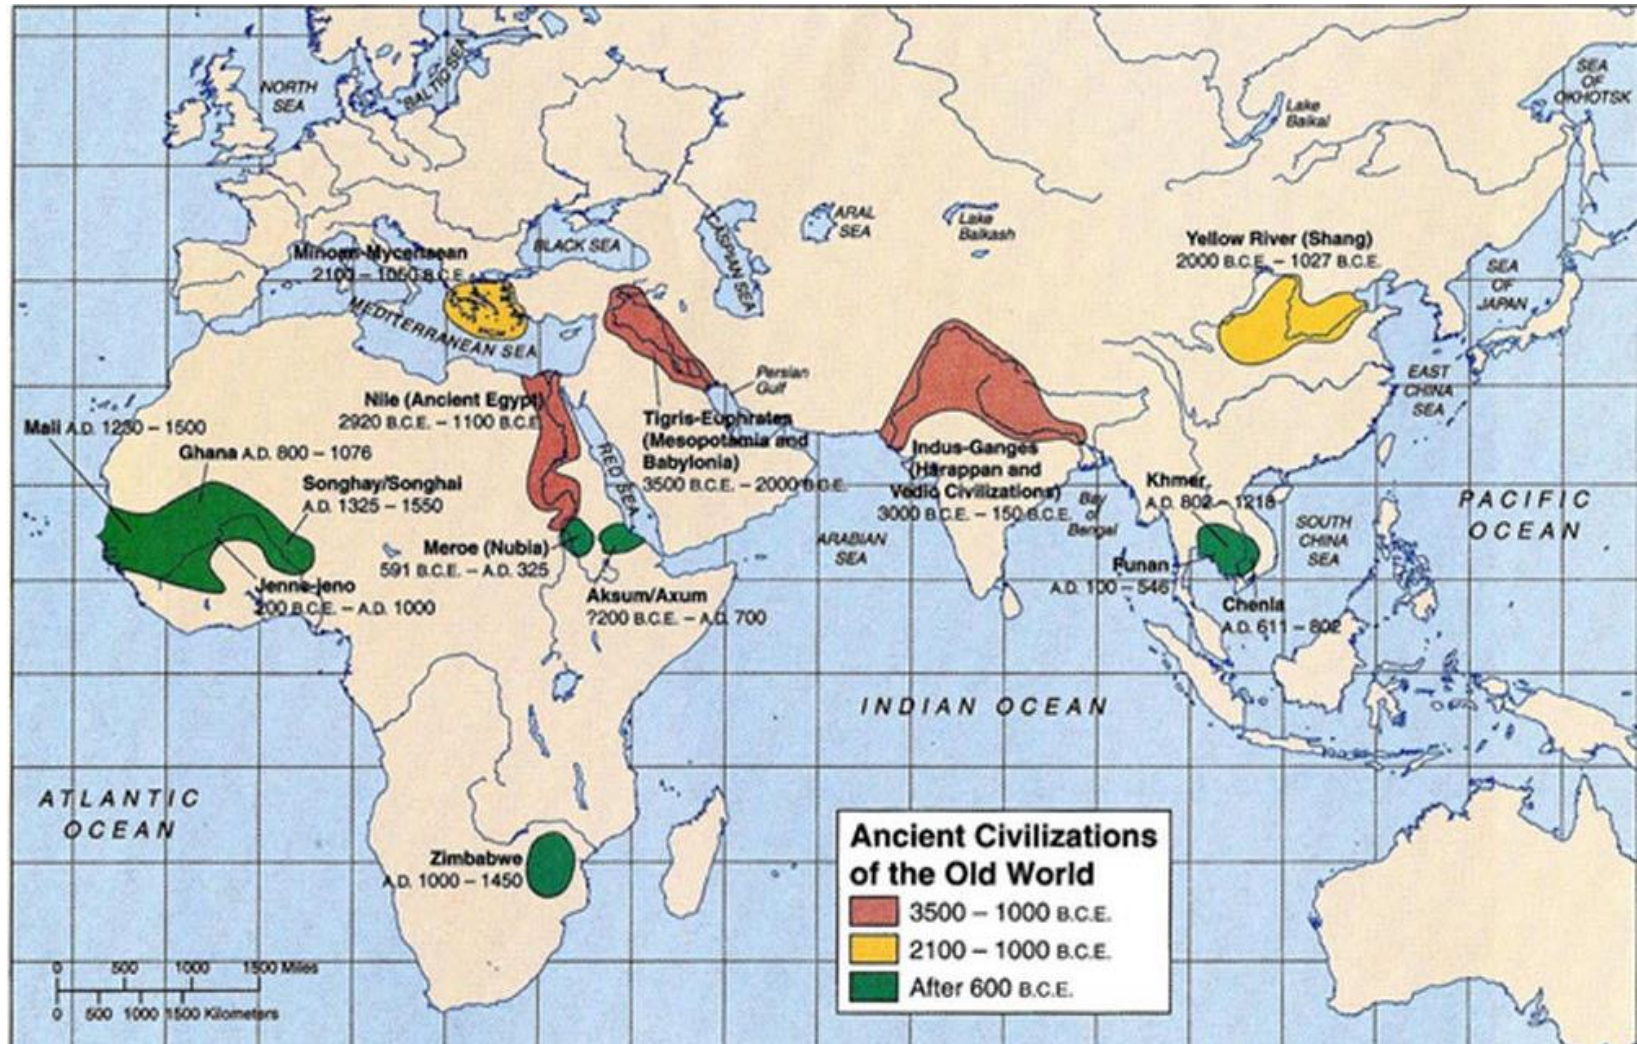 NORTH
SEA
BALTIC SEA
SEA
OF
OKHOTSK
Lake
Baikal
ARAL
SEA
Lake
Balkash
CASPIAN SEA
BLACK SEA
Minoan-Mycenaean
2100 – 1050 B.C.E.
Yellow River (Shang)
2000 B.C.E. – 1027 B.C.E.
SEA
OF
JAPAN
MEDITERRANEAN SEA
Persian
Gulf
EAST
CHINA
SEA
Nile (Ancient Egypt)
2920 B.C.E. – 1100 B.C.E.
Tigris-Euphrates
(Mesopotamia and
Babylonia)
3500 B.C.E. – 2000 B.C.E.
Mali A.D. 1230 – 1500
Ghana A.D. 800 – 1076
Songhay/Songhai
A.D. 1325 – 1550
RED SEA
Indus-Ganges
(Harappan and
Vedic Civilizations)
3000 B.C.E. – 150 B.C.E.
Bay
of
Bengal
Khmer
A.D. 802 – 1218
PACIFIC
OCEAN
ARABIAN
SEA
SOUTH
CHINA
SEA
Meroe (Nubia)
591 B.C.E. – A.D. 325
Funan
A.D. 100 – 546
Jenne-jeno
200 B.C.E. – A.D. 1000
Aksum/Axum
?200 B.C.E. – A.D. 700
Chenla
A.D. 611 – 802
INDIAN OCEAN
ATLANTIC
OCEAN
Zimbabwe
A.D. 1000 – 1450
Ancient Civilizations
of the Old World
3500 – 1000 B.C.E.
2100 – 1000 B.C.E.
After 600 B.C.E.
0 500 1000 1500 Miles
0 500 1000 1500 Kilometers